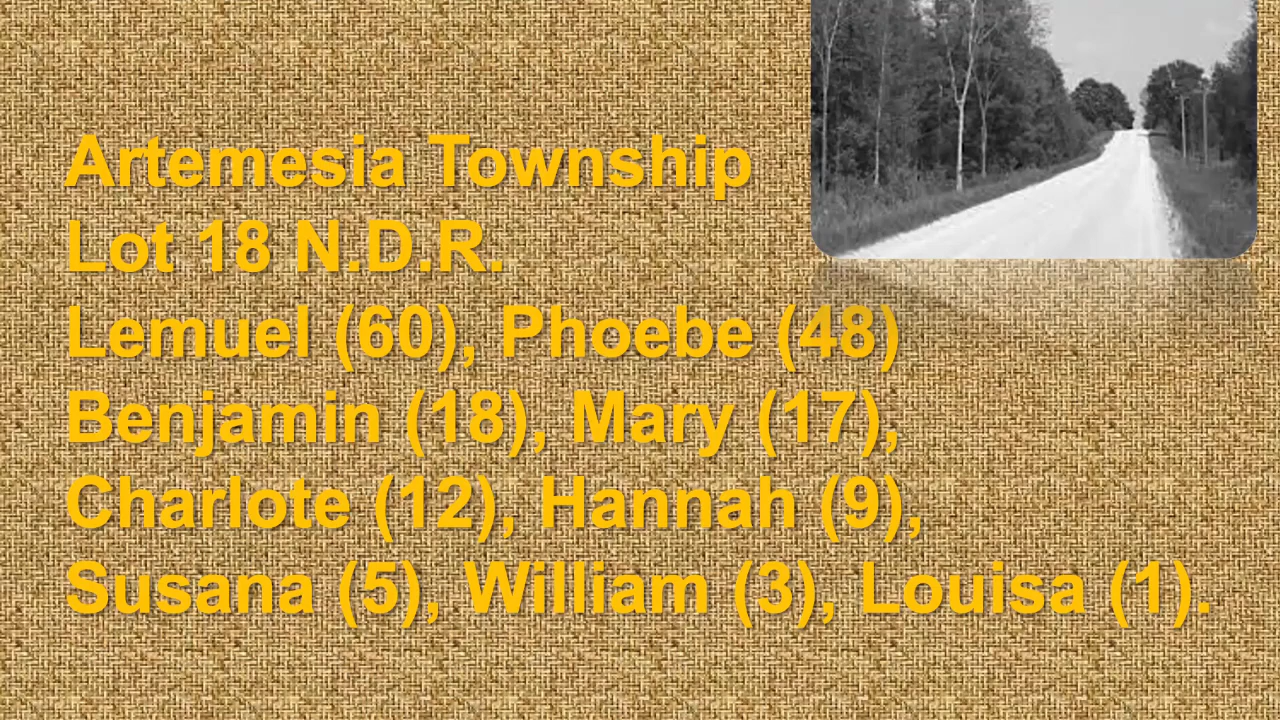 Artemesia Township
Lot 18 N.D.R.
Lemuel (60), Phoebe (48)
Benjamin (18), Mary (17),
Charlote (12), Hannah (9),
Susana (5), William (3), Louisa (1).